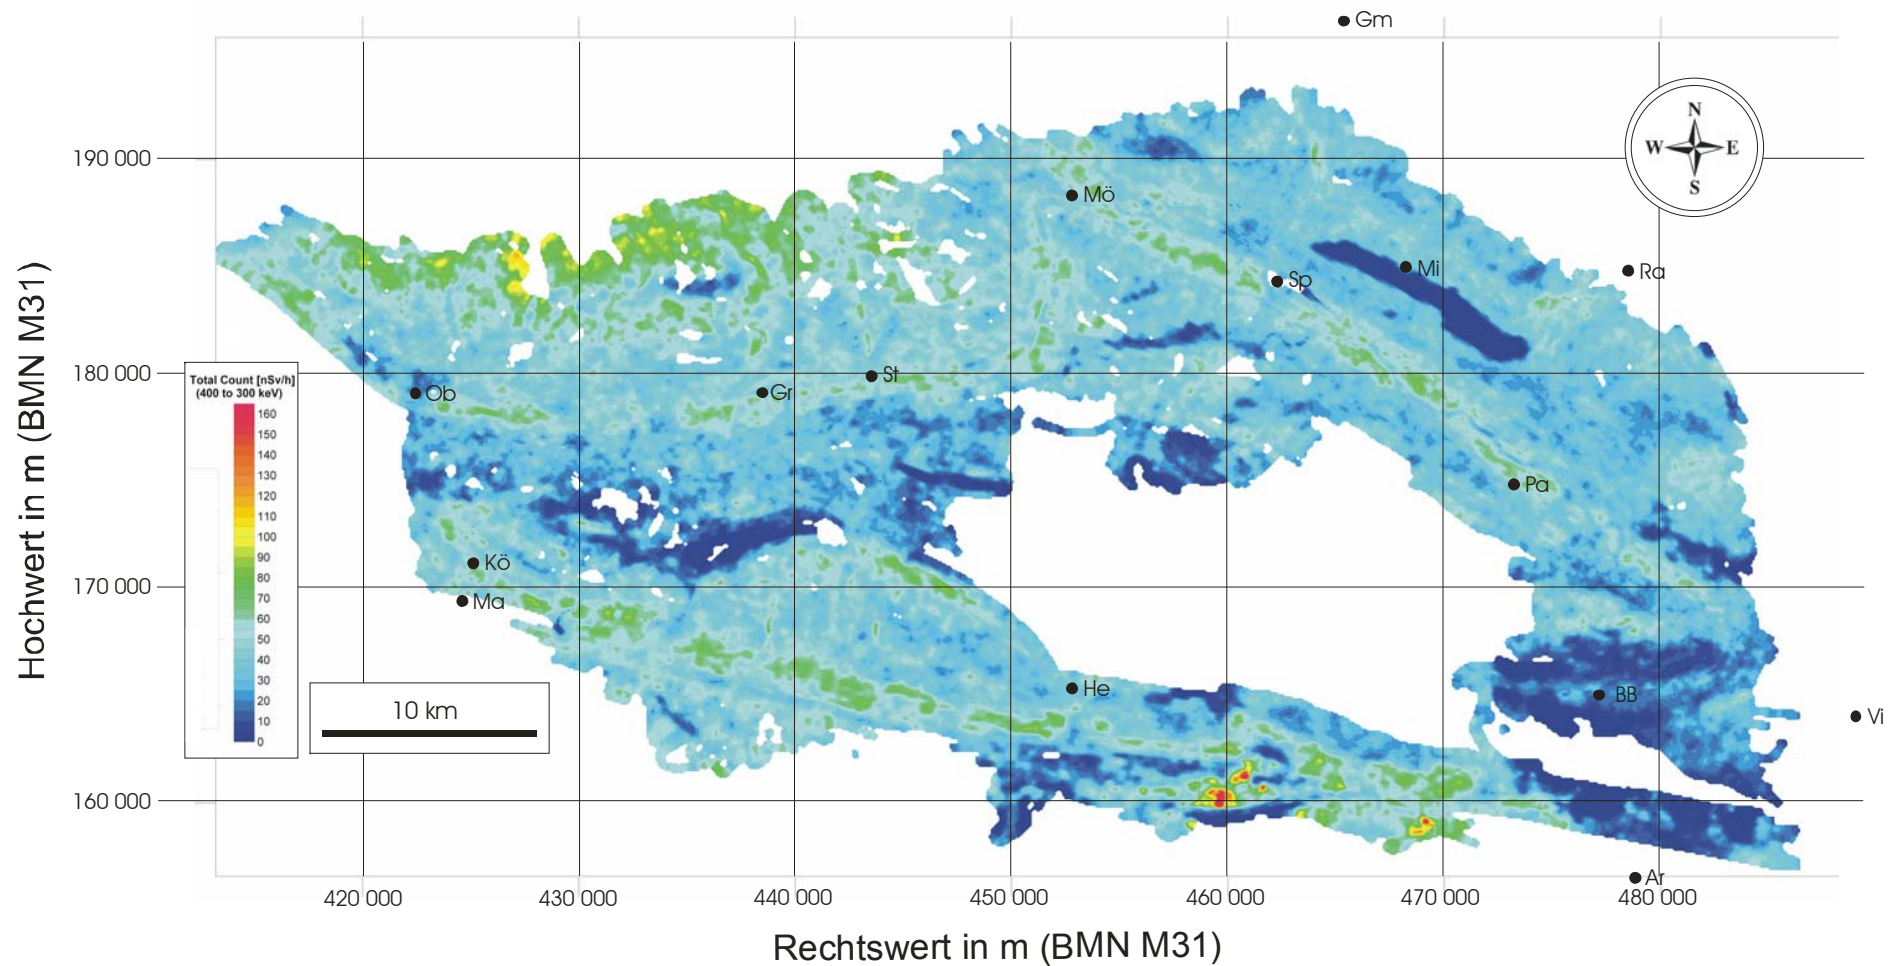 Gm
N
W E
S
190 000
Mö
Sp
Mi
Ra
180 000
Total Count [nSv/h]
(400 to 300 keV)
160
150
140
130
120
110
100
90
80
70
60
50
40
30
20
10
0
Ob
Gr
St
Pa
Kö
170 000
Ma
He
BB
Vi
10 km
160 000
Ar
420 000
430 000
440 000
450 000
460 000
470 000
480 000
Hochwert in m (BMN M31)
Rechtswert in m (BMN M31)